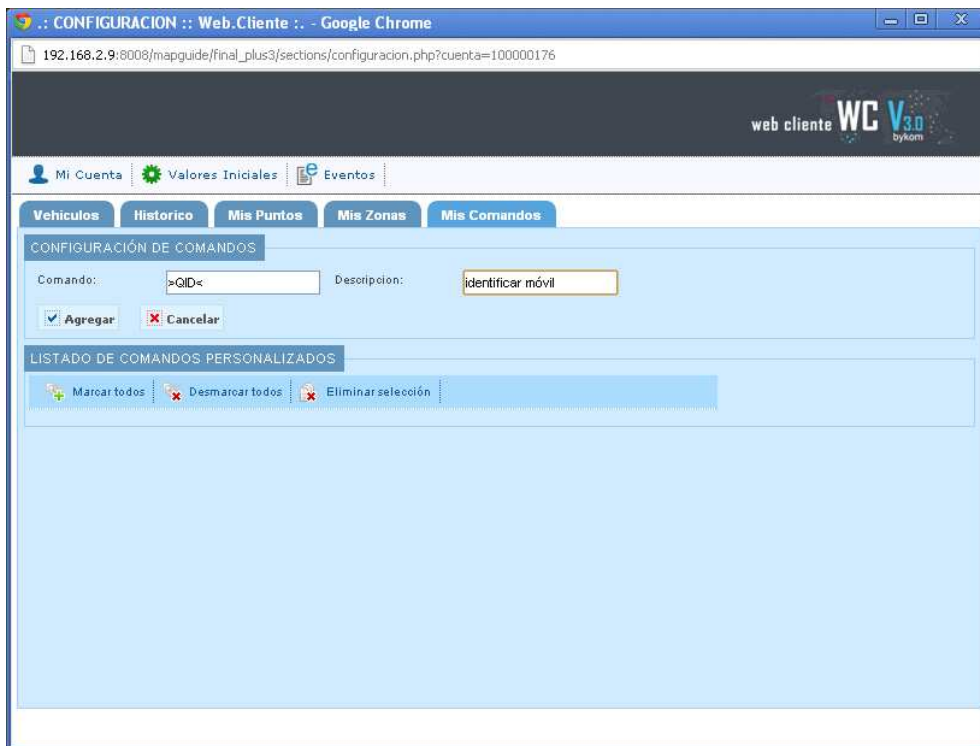 .: CONFIGURACION :: Web.Cliente :. - Google Chrome
192.168.2.9:8008/mapguide/final_plus3/sections/configuracion.php?cuenta=100000176
web cliente WC V3.0
bykom
Mi Cuenta Valores Iniciales Eventos
Vehiculos Historico Mis Puntos Mis Zonas Mis Comandos
CONFIGURACIÓN DE COMANDOS
Comando: >QID< Descripcion: identificar móvil
Agregar Cancelar
LISTADO DE COMANDOS PERSONALIZADOS
Marcar todos Desmarcar todos Eliminar selección